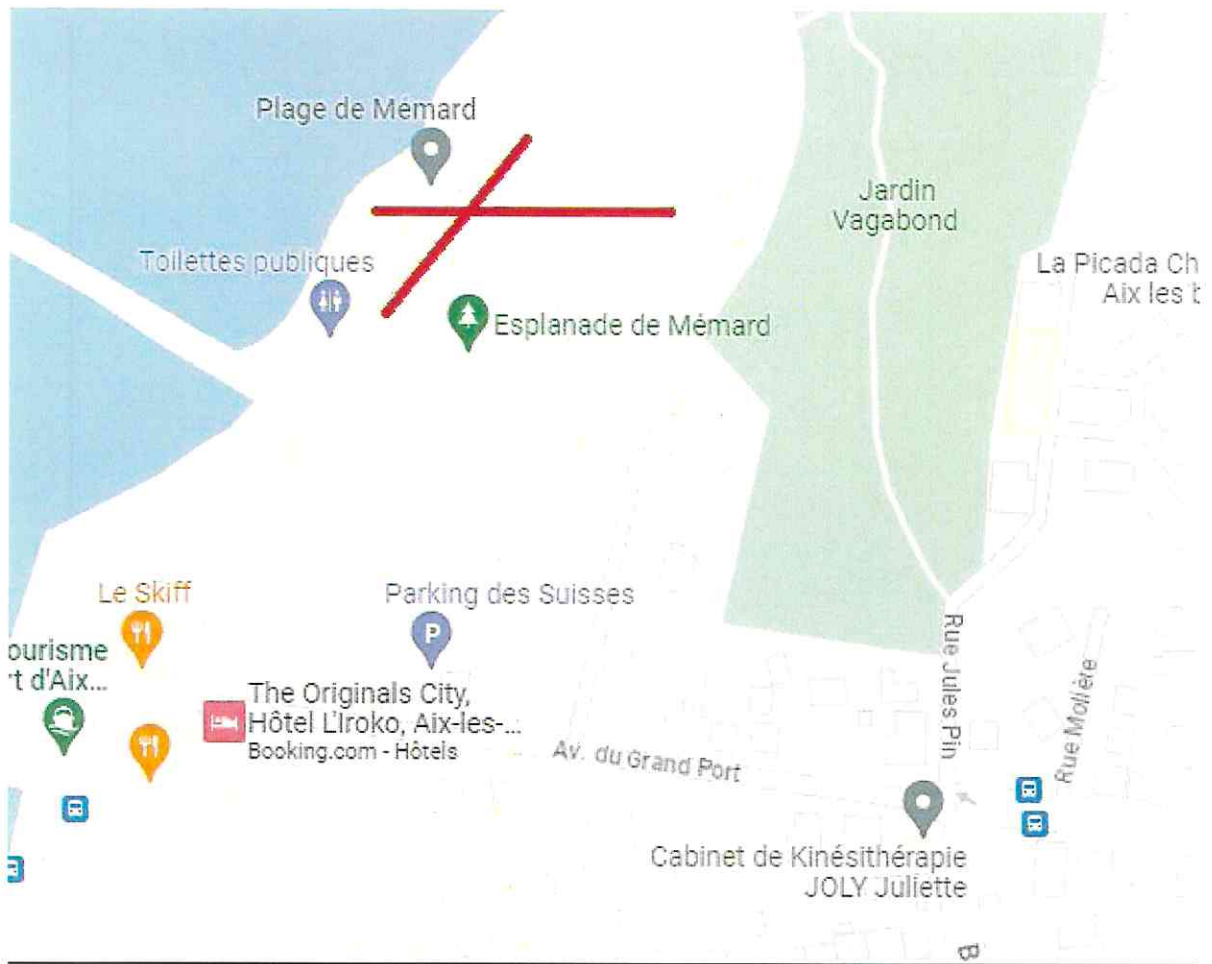 Plage de Mémard
Jardin
Vagabond
Toilettes publiques
La Picada Ch
Aix les b
Esplanade de Mémard
Le Skiff
Parking des Suisses
P
ourisme
rt d'Aix...
The Originals City,
Hôtel L'Iroko, Aix-les-...
Booking.com - Hôtels
Rue Jules Pin
Rue Molière
Av. du Grand Port
Cabinet de Kinésithérapie
JOLY Juliette
B